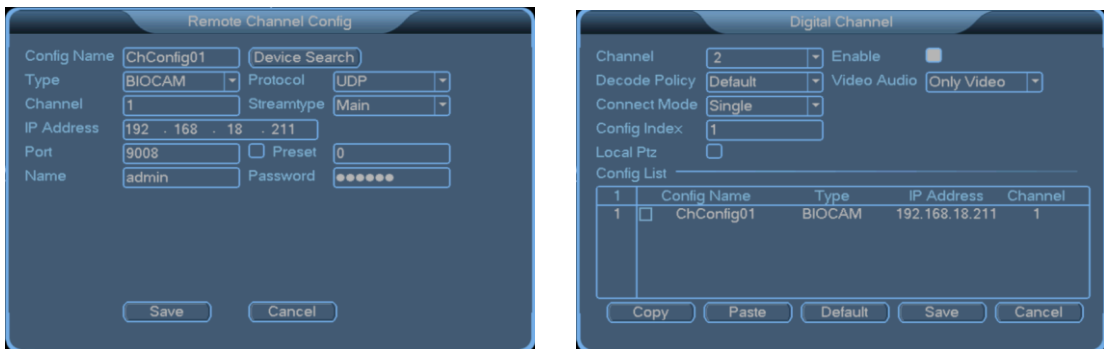 Remote Channel Config
Config Name ChConfig01 Device Search
Type BIOCAM Protocol UDP
Channel 1 Streamtype Main
IP Address 192 . 168 . 18 . 211
Port 9008 Preset 0
Name admin Password ●●●●●●
Save Cancel
Digital Channel
Channel 2 Enable
Decode Policy Default Video Audio Only Video
Connect Mode Single
Config Index 1
Local Ptz
Config List
1 Config Name Type IP Address Channel
1 ChConfig01 BIOCAM 192.168.18.211 1
Copy Paste Default Save Cancel